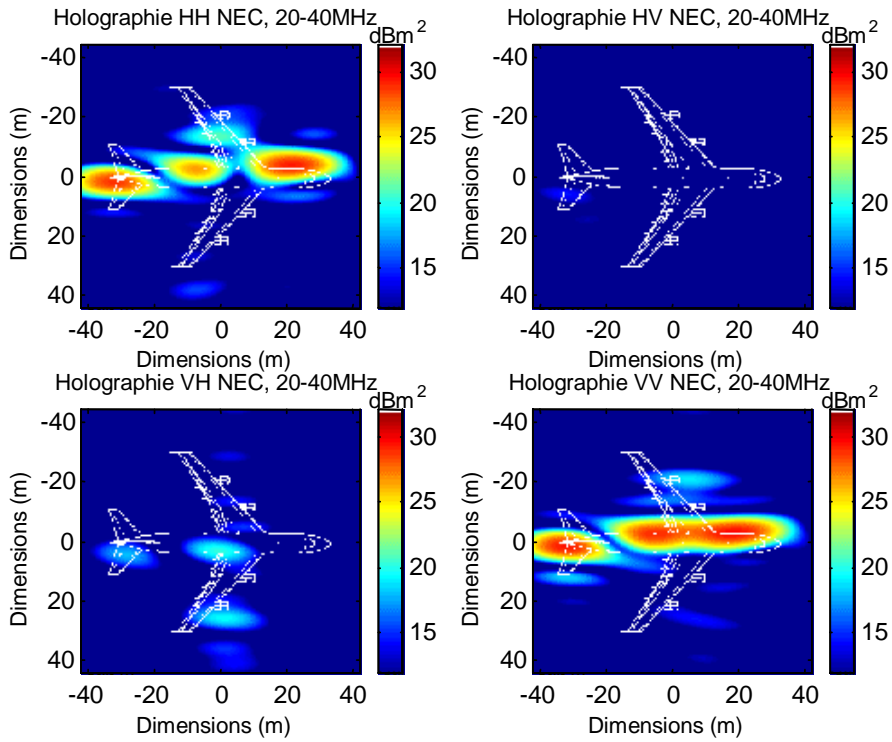 Holographie HH NEC, 20-40MHz
dBm2
-40
-20
0
20
40
Dimensions (m)
-40 -20 0 20 40
Dimensions (m)
30
25
20
15
Holographie HV NEC, 20-40MHz
dBm2
-40
-20
0
20
40
Dimensions (m)
-40 -20 0 20 40
Dimensions (m)
30
25
20
15
Holographie VH NEC, 20-40MHz
dBm2
-40
-20
0
20
40
Dimensions (m)
-40 -20 0 20 40
Dimensions (m)
30
25
20
15
Holographie VV NEC, 20-40MHz
dBm2
-40
-20
0
20
40
Dimensions (m)
-40 -20 0 20 40
Dimensions (m)
30
25
20
15